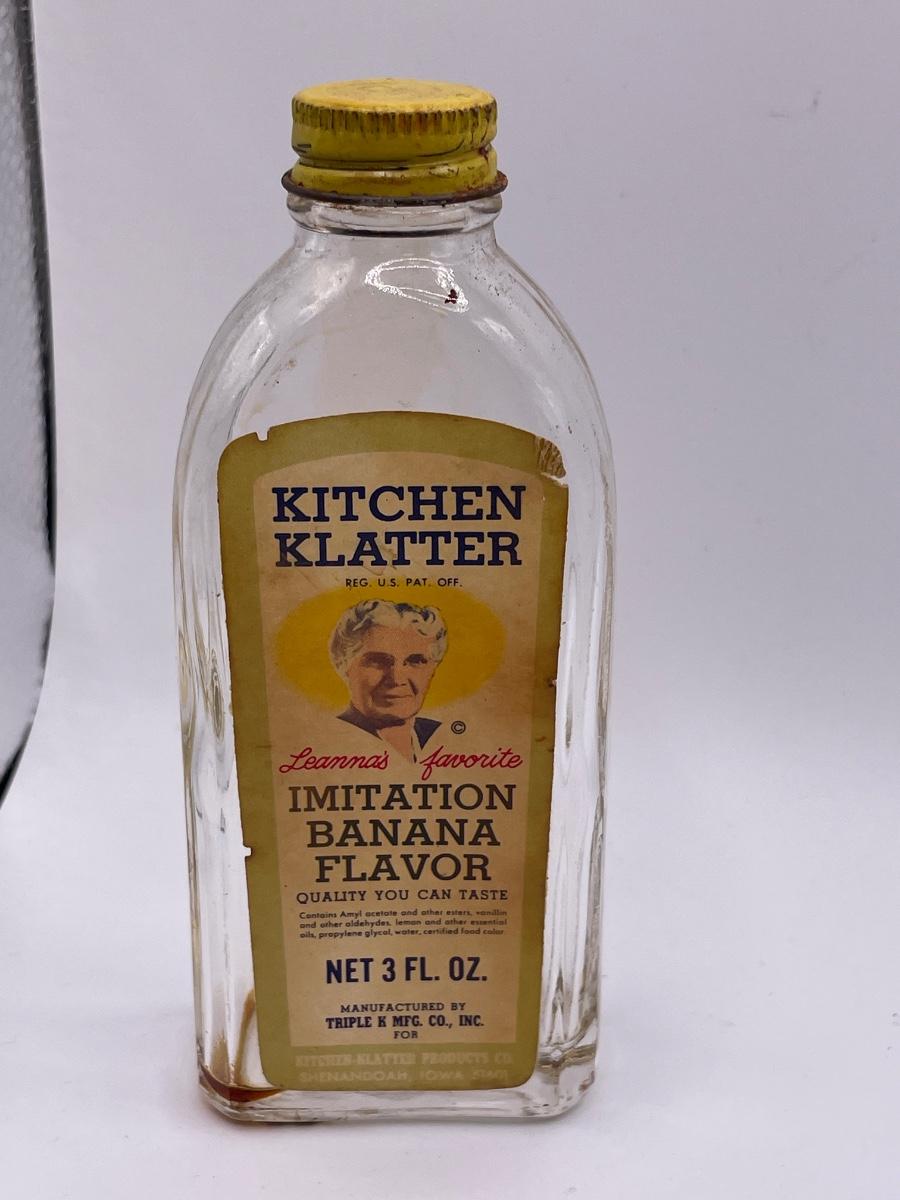 KITCHEN
KLATTER
REG. U.S. PAT. OFF.
©
Leanna's favorite
IMITATION
BANANA
FLAVOR
QUALITY YOU CAN TASTE
Contains Amyl acetate and other esters, vanillin
and other aldehydes, lemon and other essential
oils, propylene glycol, water, certified food color
NET 3 FL. OZ.
MANUFACTURED BY
TRIPLE K MFG. CO., INC.
FOR
KITCHEN-KLATTER PRODUCTS CO.
SHENANDOAH, IOWA 51601